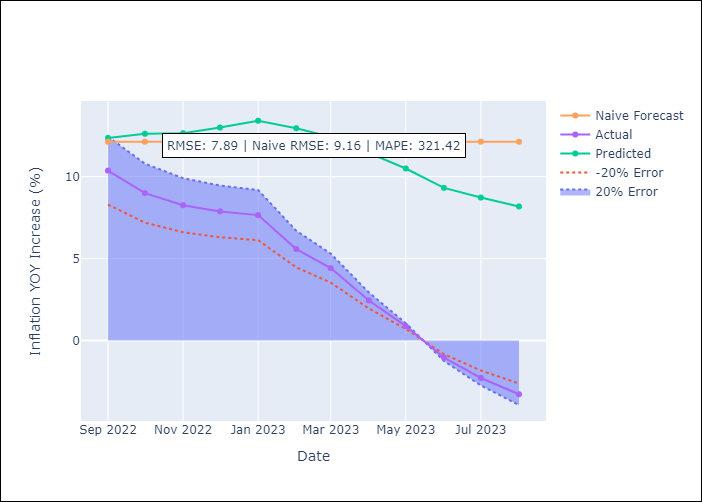 Naive Forecast
Actual
Predicted
-20% Error
20% Error
RMSE: 7.89 | Naive RMSE: 9.16 | MAPE: 321.42
10
5
0
Inflation YOY Increase (%)
Sep 2022 Nov 2022 Jan 2023 Mar 2023 May 2023 Jul 2023
Date